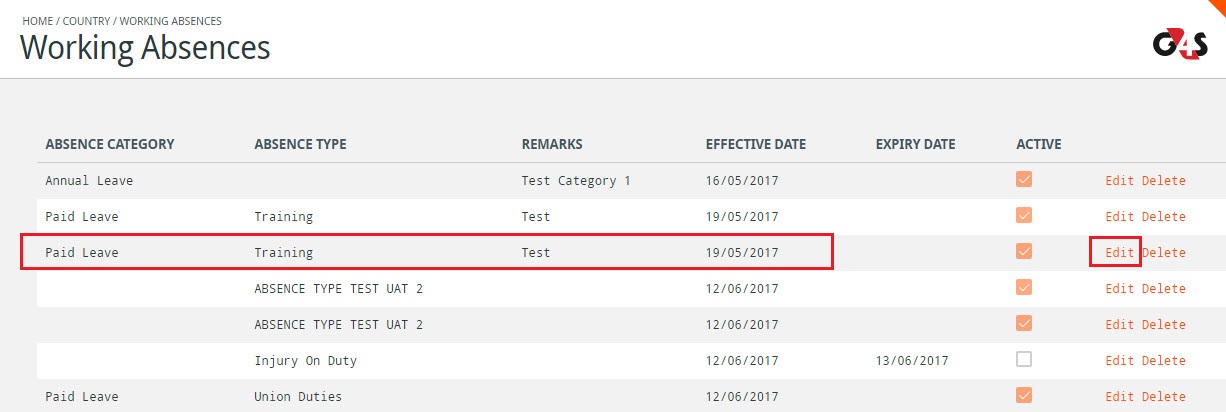 HOME / COUNTRY / WORKING ABSENCES
Working Absences
G4S
ABSENCE CATEGORY ABSENCE TYPE REMARKS EFFECTIVE DATE EXPIRY DATE ACTIVE
Annual Leave Test Category 1 16/05/2017 Edit Delete
Paid Leave Training Test 19/05/2017 Edit Delete
Paid Leave Training Test 19/05/2017 Edit Delete
ABSENCE TYPE TEST UAT 2 12/06/2017 Edit Delete
ABSENCE TYPE TEST UAT 2 12/06/2017 Edit Delete
Injury On Duty 12/06/2017 13/06/2017 Edit Delete
Paid Leave Union Duties 12/06/2017 Edit Delete